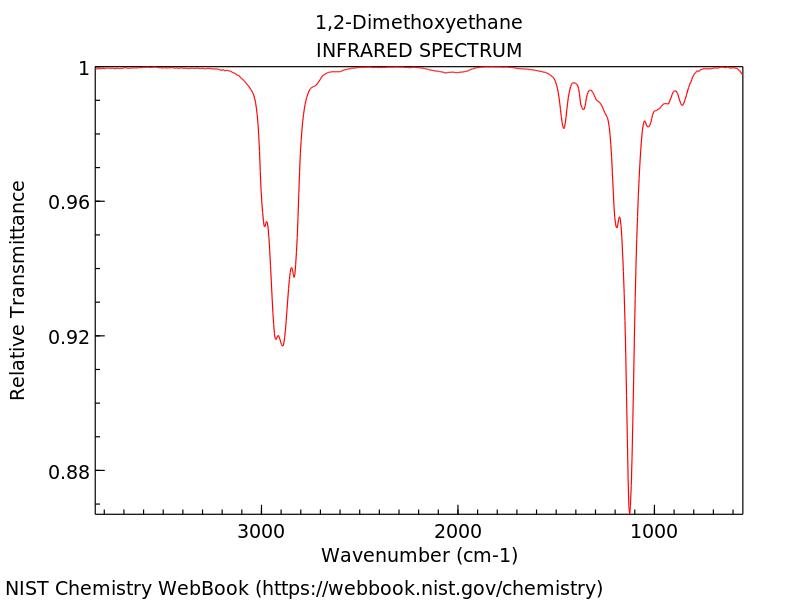 1,2-Dimethoxyethane
INFRARED SPECTRUM
1
0.96
0.92
0.88
Relative Transmittance
3000 2000 1000
Wavenumber (cm-1)
NIST Chemistry WebBook (https://webbook.nist.gov/chemistry)